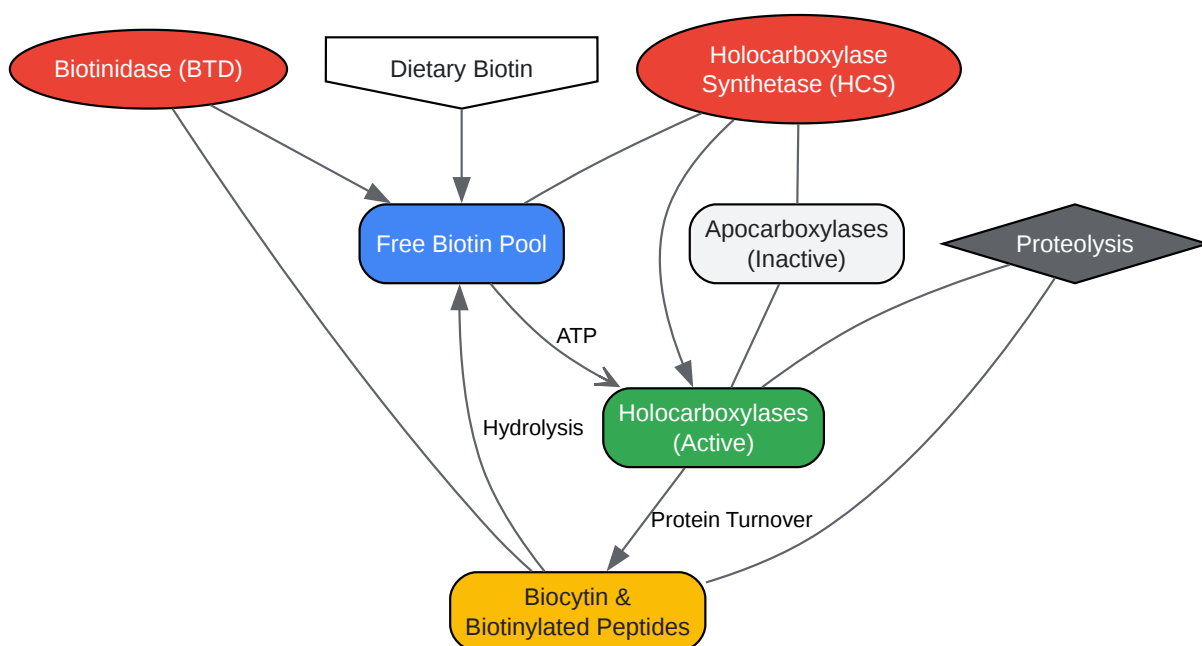 Biotinidase (BTD)
Dietary Biotin
Holocarboxylase
Synthetase (HCS)
Free Biotin Pool
Apocarboxylases
(Inactive)
Proteolysis
ATP
Holocarboxylases
(Active)
Hydrolysis
Protein Turnover
Biocytin &
Biotinylated Peptides